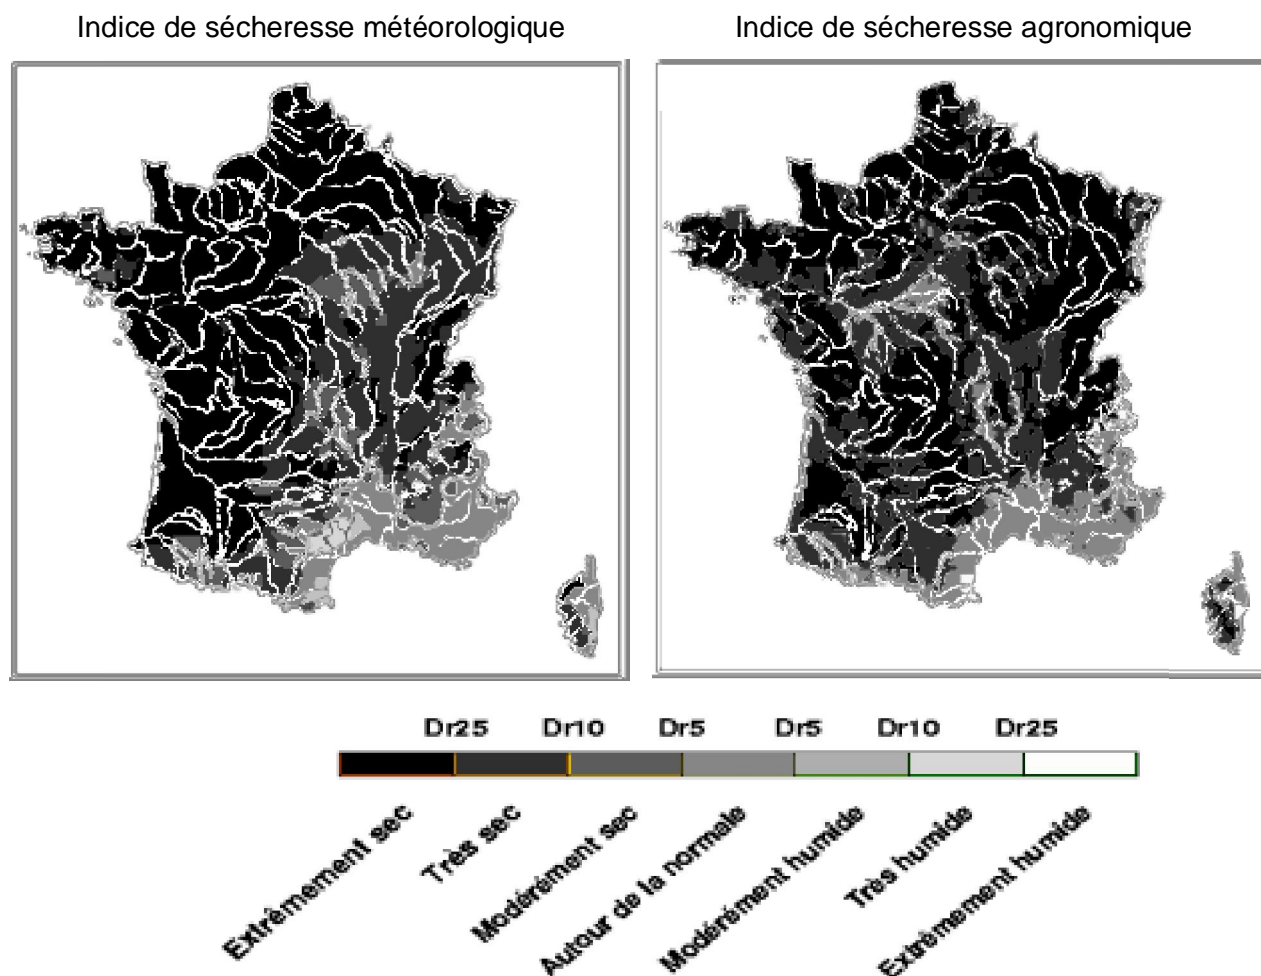 Indice de sécheresse météorologique
Indice de sécheresse agronomique
Dr25 Dr10 Dr5 Dr5 Dr10 Dr25
Extrêmement sec
Très sec
Modérément sec
Autour de la normale
Modérément humide
Très humide
Extrêmement humide